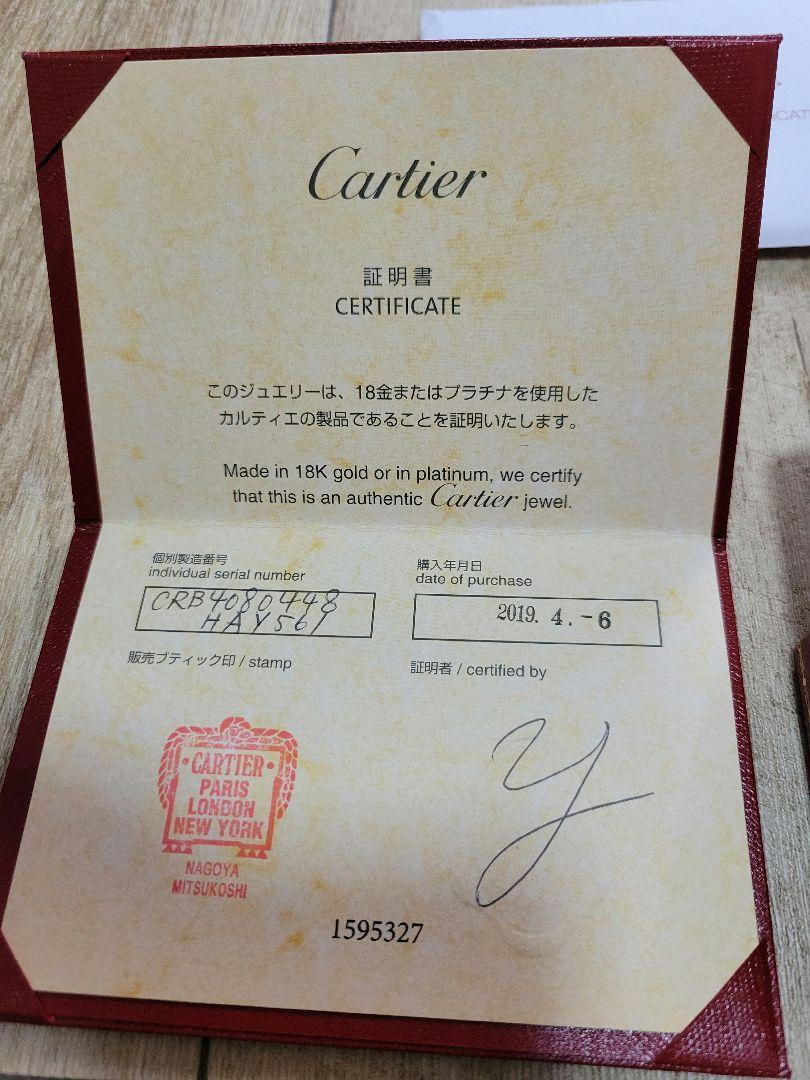 Cartier
証明書
CERTIFICATE
このジュエリーは、18金またはプラチナを使用した
カルティエの製品であることを証明いたします。
Made in 18K gold or in platinum, we certify
that this is an authentic Cartier jewel.
個別製造番号
individual serial number
CRB4080448
HAY561
購入年月日
date of purchase
2019. 4. -6
販売ブティック印 / stamp
証明者 / certified by
CARTIER
PARIS
LONDON
NEW YORK
NAGOYA
MITSUKOSHI
1595327